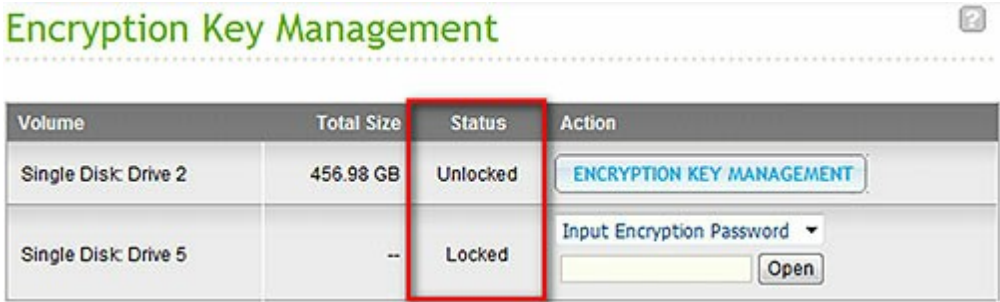 Encryption Key Management
?
Volume Total Size Status Action
Single Disk: Drive 2 456.98 GB Unlocked ENCRYPTION KEY MANAGEMENT
Input Encryption Password
Single Disk: Drive 5 -- Locked
Open